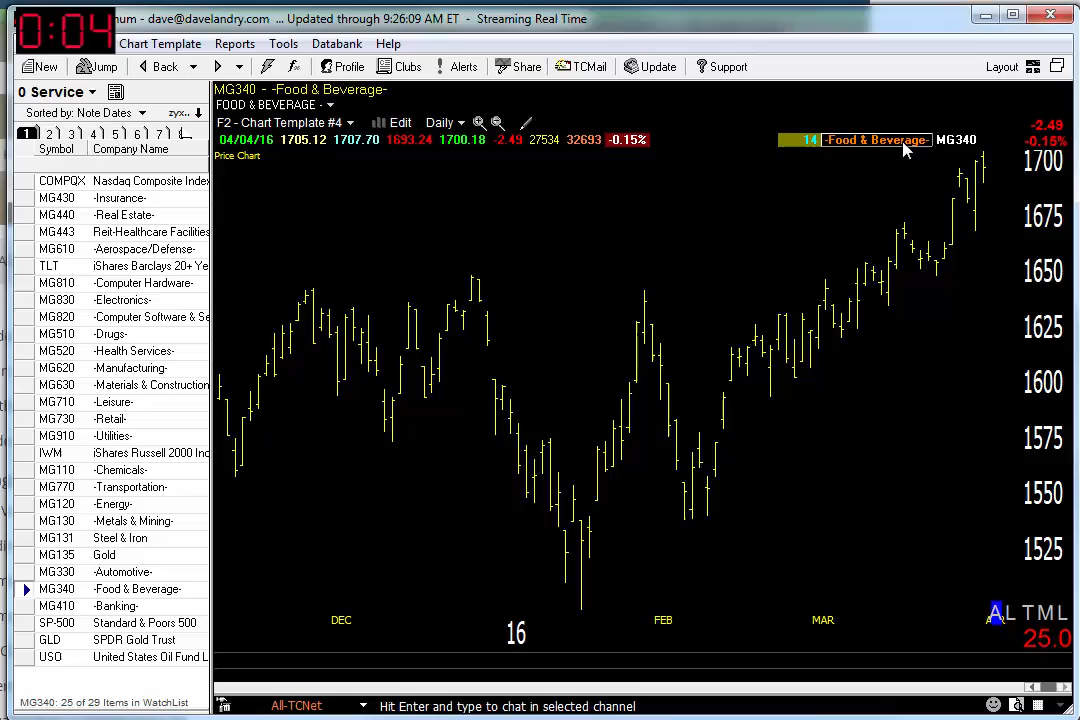 0:04
num - dave@davelandry.com ... Updated through 9:26:09 AM ET - Streaming Real Time
Chart Template Reports Tools Databank Help
New Jump Back Profile Clubs Alerts Share TCMail Update Support Layout
0 Service
Sorted by: Note Dates zyx..
1 2 3 4 5 6 7
Symbol Company Name
COMPQX Nasdaq Composite Index
MG430 -Insurance-
MG440 -Real Estate-
MG443 Reit-Healthcare Facilities
MG610 -Aerospace/Defense-
TLT iShares Barclays 20+ Ye
MG810 -Computer Hardware-
MG830 -Electronics-
MG820 -Computer Software & Se
MG510 -Drugs-
MG520 -Health Services-
MG620 -Manufacturing-
MG630 -Materials & Construction
MG710 -Leisure-
MG730 -Retail-
MG910 -Utilities-
IWM iShares Russell 2000 Ind
MG110 -Chemicals-
MG770 -Transportation-
MG120 -Energy-
MG130 -Metals & Mining-
MG131 Steel & Iron
MG135 Gold
MG330 -Automotive-
MG340 -Food & Beverage-
MG410 -Banking-
SP-500 Standard & Poors 500
GLD SPDR Gold Trust
USO United States Oil Fund L
MG340: 25 of 29 Items in WatchList
MG340 - -Food & Beverage-
FOOD & BEVERAGE -
F2 - Chart Template #4 Edit Daily
04/04/16 1705.12 1707.70 1693.24 1700.18 -2.49 27534 32693 -0.15%
14 -Food & Beverage- MG340
-2.49
-0.15%
Price Chart
1700
1675
1650
1625
1600
1575
1550
1525
DEC 16 FEB MAR
A L T M L
25.0
All-TCNet Hit Enter and type to chat in selected channel